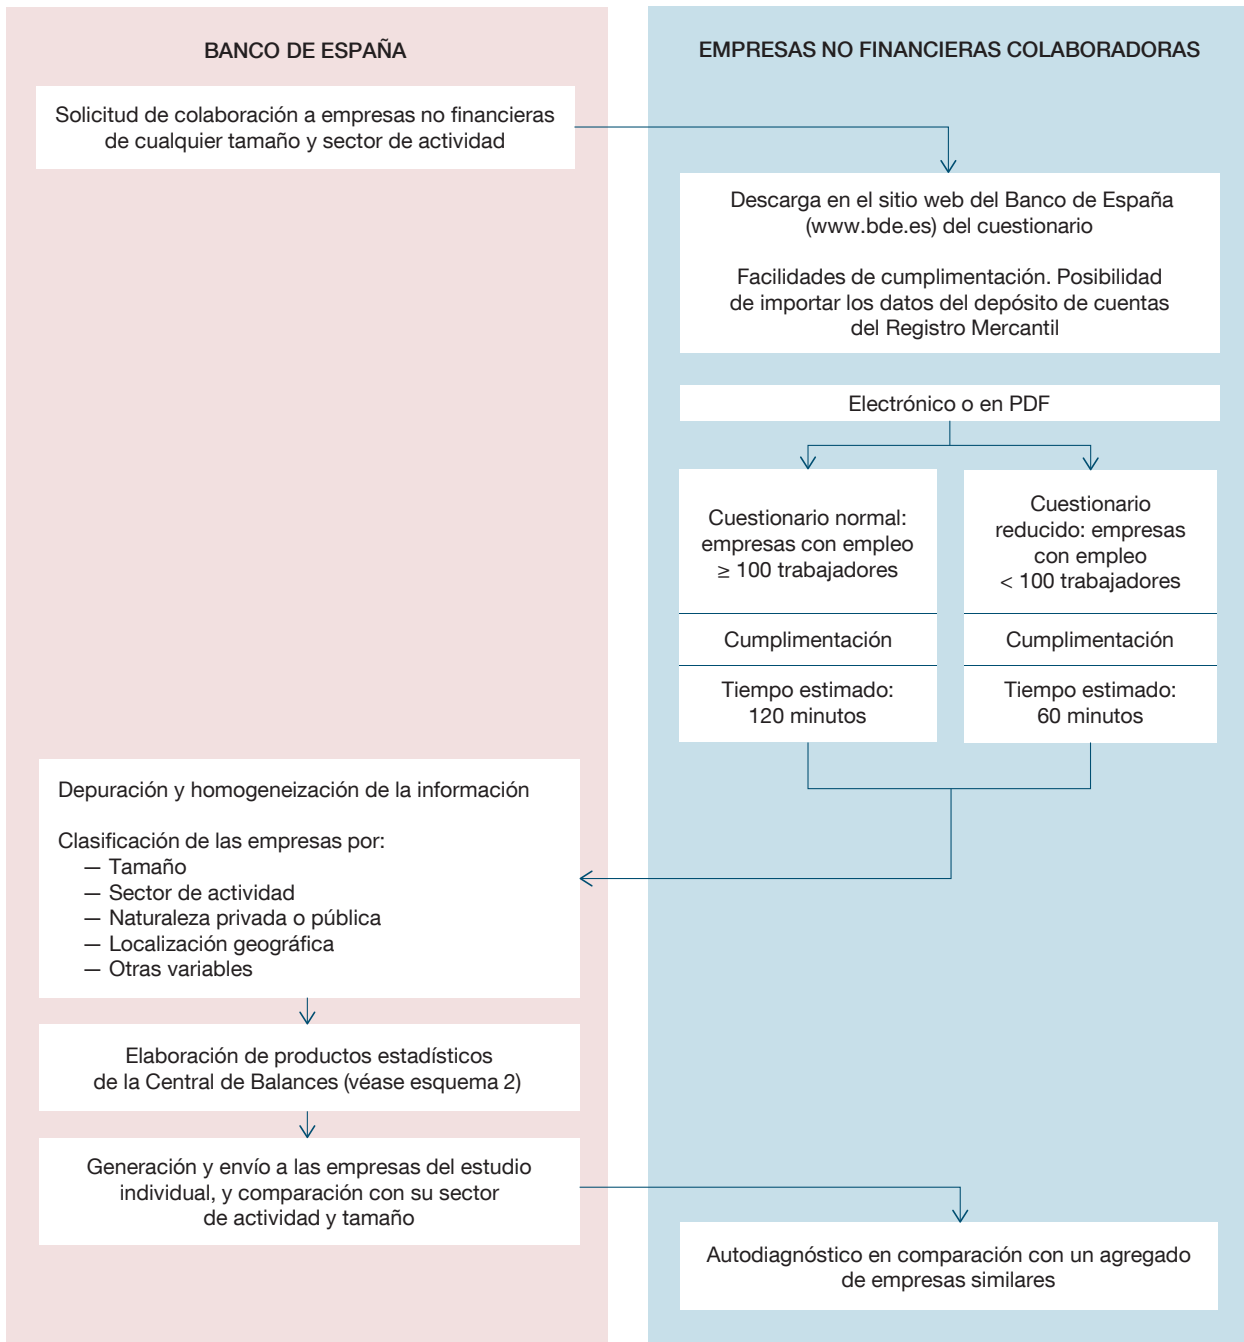 BANCO DE ESPAÑA
EMPRESAS NO FINANCIERAS COLABORADORAS
Solicitud de colaboración a empresas no financieras
de cualquier tamaño y sector de actividad
Descarga en el sitio web del Banco de España
(www.bde.es) del cuestionario
Facilidades de cumplimentación. Posibilidad
de importar los datos del depósito de cuentas
del Registro Mercantil
Electrónico o en PDF
Cuestionario normal:
empresas con empleo
≥ 100 trabajadores
Cumplimentación
Tiempo estimado:
120 minutos
Cuestionario
reducido: empresas
con empleo
< 100 trabajadores
Cumplimentación
Tiempo estimado:
60 minutos
Depuración y homogeneización de la información
Clasificación de las empresas por:
— Tamaño
— Sector de actividad
— Naturaleza privada o pública
— Localización geográfica
— Otras variables
Elaboración de productos estadísticos
de la Central de Balances (véase esquema 2)
Generación y envío a las empresas del estudio
individual, y comparación con su sector
de actividad y tamaño
Autodiagnóstico en comparación con un agregado
de empresas similares